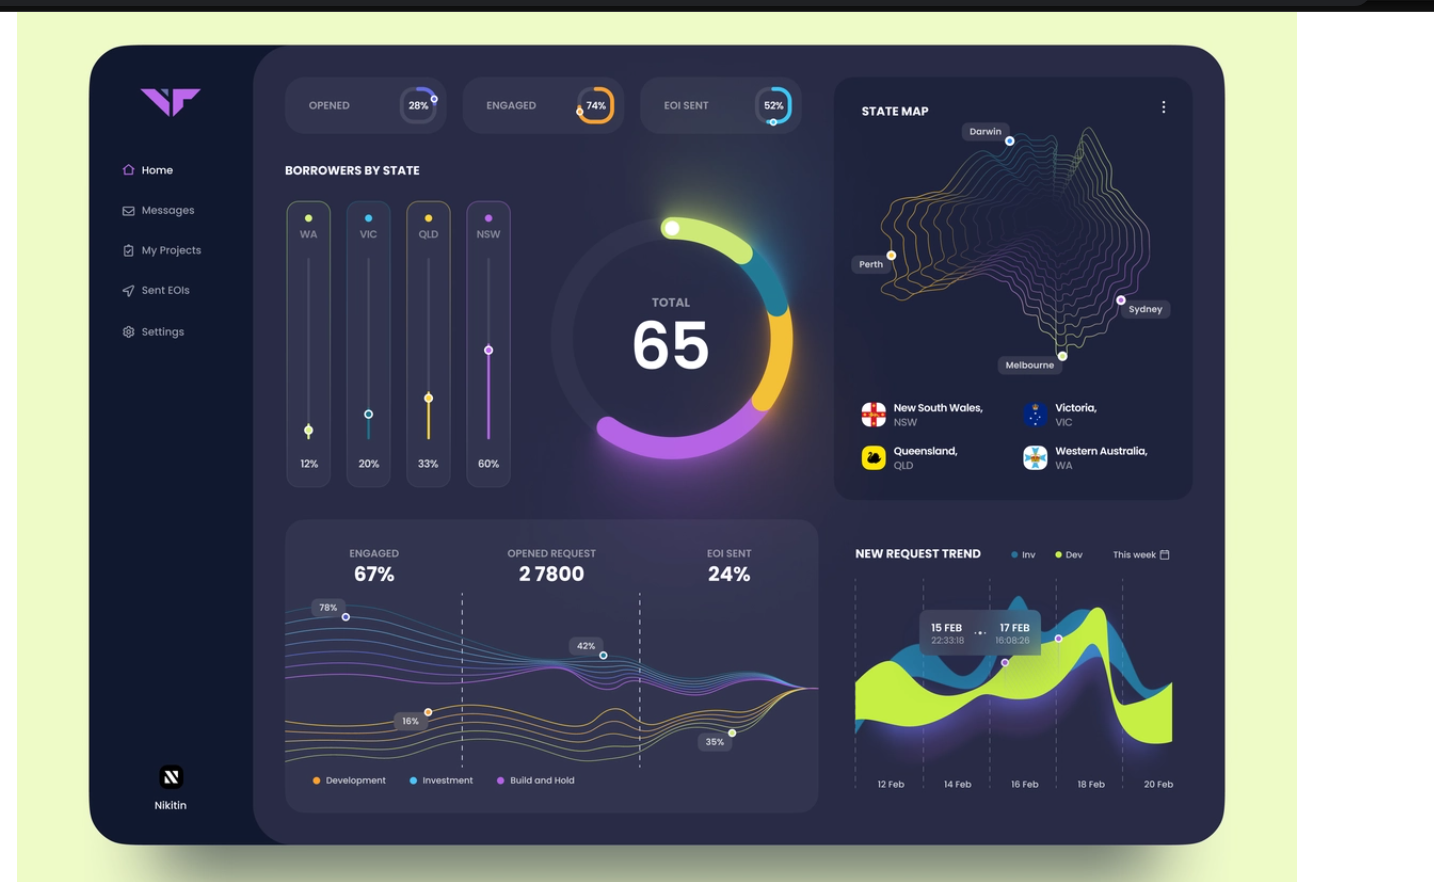 OPENED 28%
ENGAGED 74%
EOI SENT 52%
Home
Messages
My Projects
Sent EOIs
Settings
Nikitin
BORROWERS BY STATE
WA VIC QLD NSW
12% 20% 33% 60%
TOTAL
65
STATE MAP
Darwin
Perth
Sydney
Melbourne
New South Wales,
NSW
Victoria,
VIC
Queensland,
QLD
Western Australia,
WA
ENGAGED
67%
OPENED REQUEST
2 7800
EOI SENT
24%
78%
42%
16%
35%
Development Investment Build and Hold
NEW REQUEST TREND Inv Dev This week
15 FEB 17 FEB
22:33:18 16:08:26
12 Feb 14 Feb 16 Feb 18 Feb 20 Feb